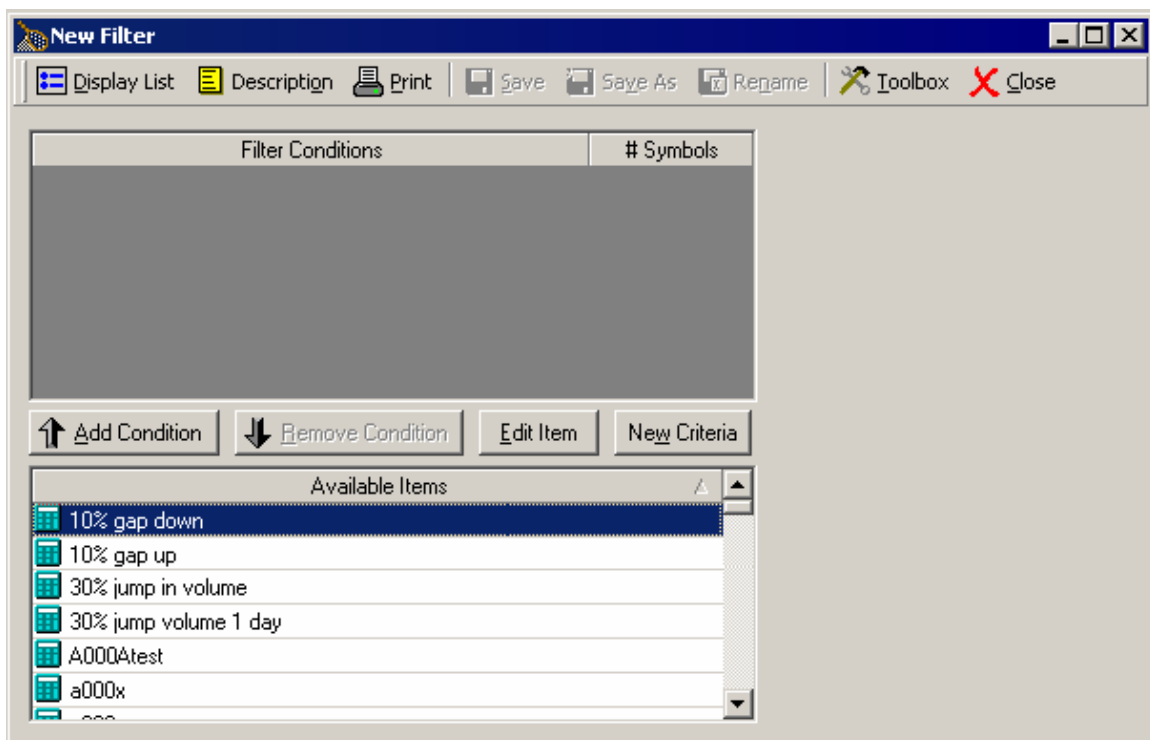 New Filter
Display List Description Print Save Save As Rename Toolbox Close
Filter Conditions # Symbols
Add Condition Remove Condition Edit Item New Criteria
Available Items
10% gap down
10% gap up
30% jump in volume
30% jump volume 1 day
A000Atest
a000x